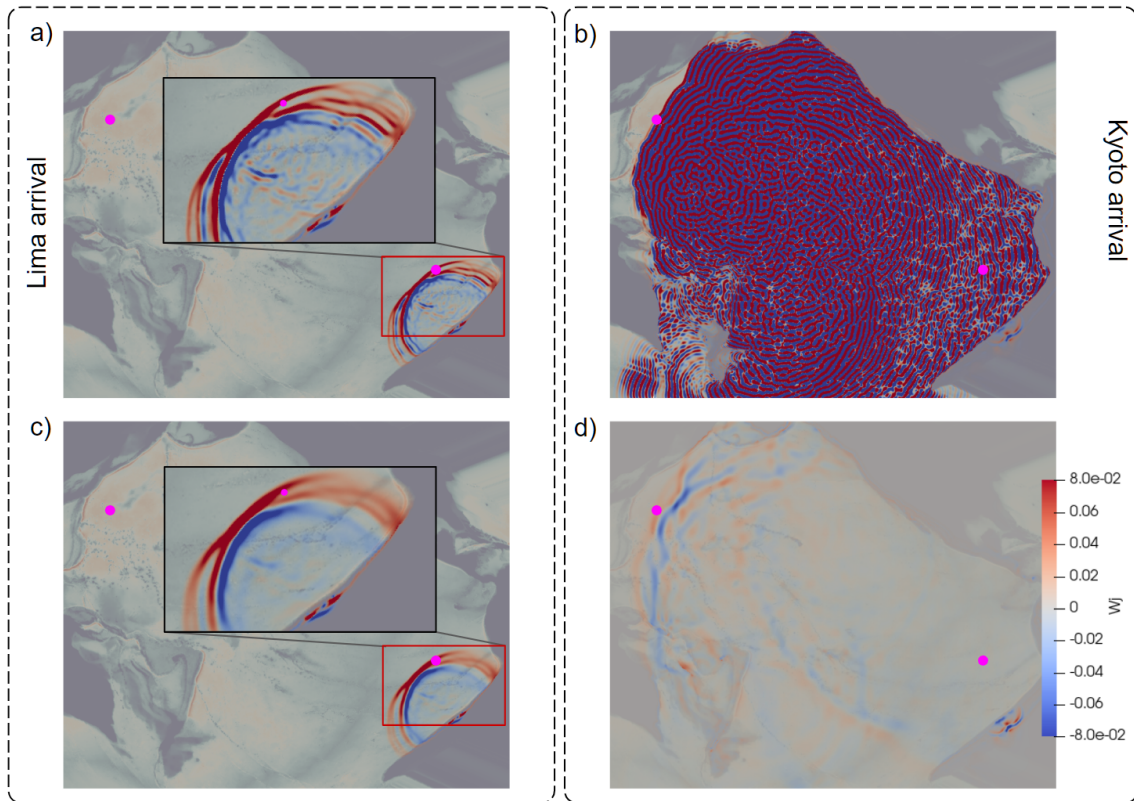 a)
b)
Lima arrival
Kyoto arrival
c)
d)
8.0e-02
0.06
0.04
0.02
0
-0.02
-0.04
-0.06
-8.0e-02
Wj